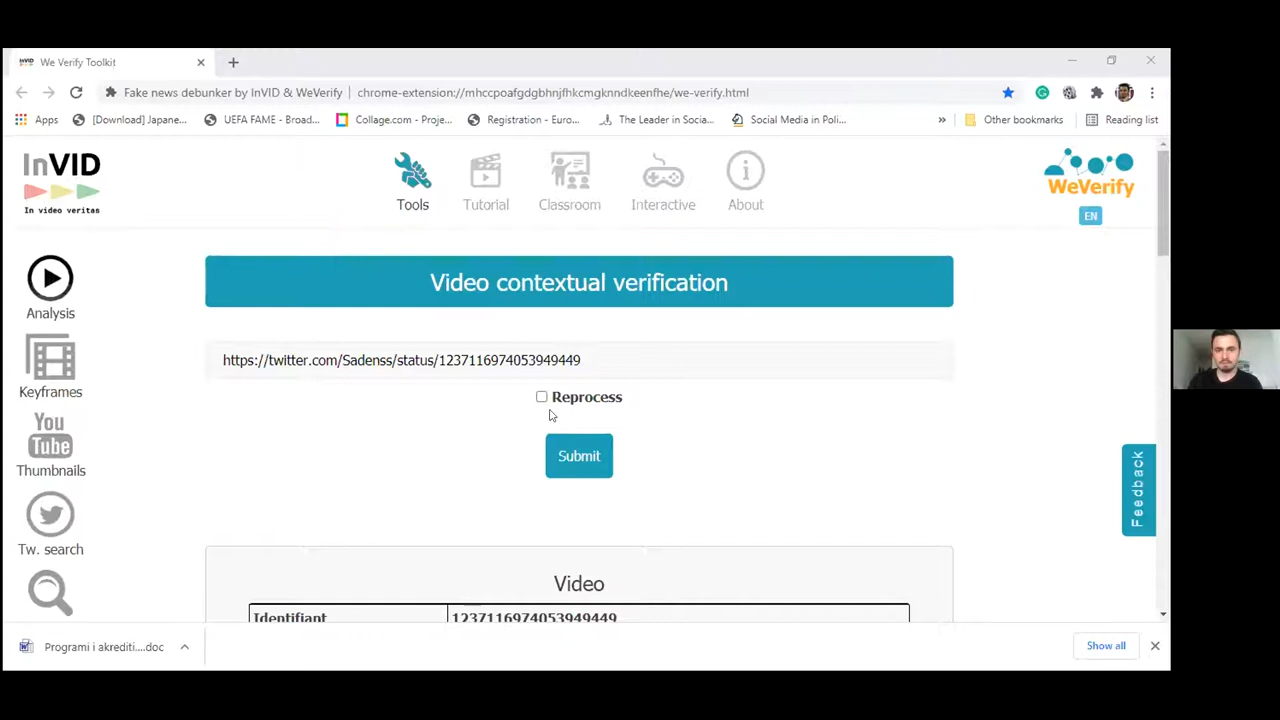 We Verify Toolkit
Fake news debunker by InVID & WeVerify
chrome-extension://mhccpoafgdgbhnjfhkcmgknndkeenfhe/we-verify.html
Apps
[Download] Japane...
UEFA FAME - Broad...
Collage.com - Proje...
Registration - Euro...
The Leader in Socia...
Social Media in Poli...
»
Other bookmarks
Reading list
InVID
In video veritas
Tools
Tutorial
Classroom
Interactive
About
WeVerify
EN
Video contextual verification
https://twitter.com/Sadenss/status/1237116974053949449
Reprocess
Submit
Analysis
Keyframes
You
Tube
Thumbnails
Tw. search
Feedback
Video
Identifiant
1237116974053949449
Programi i akrediti....doc
Show all